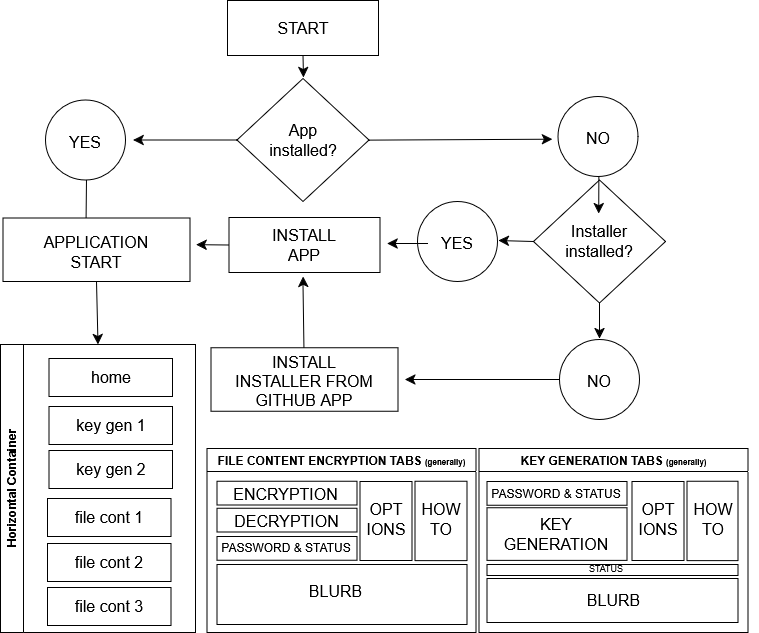 START
App
installed?
YES
NO
APPLICATION
START
INSTALL
APP
YES
Installer
installed?
INSTALL
INSTALLER FROM
GITHUB APP
NO
Horizontal Container
home
key gen 1
key gen 2
file cont 1
file cont 2
file cont 3
FILE CONTENT ENCRYPTION TABS (generally)
ENCRYPTION
DECRYPTION
PASSWORD & STATUS
OPT
IONS
HOW
TO
BLURB
KEY GENERATION TABS (generally)
PASSWORD & STATUS
KEY
GENERATION
OPT
IONS
HOW
TO
STATUS
BLURB